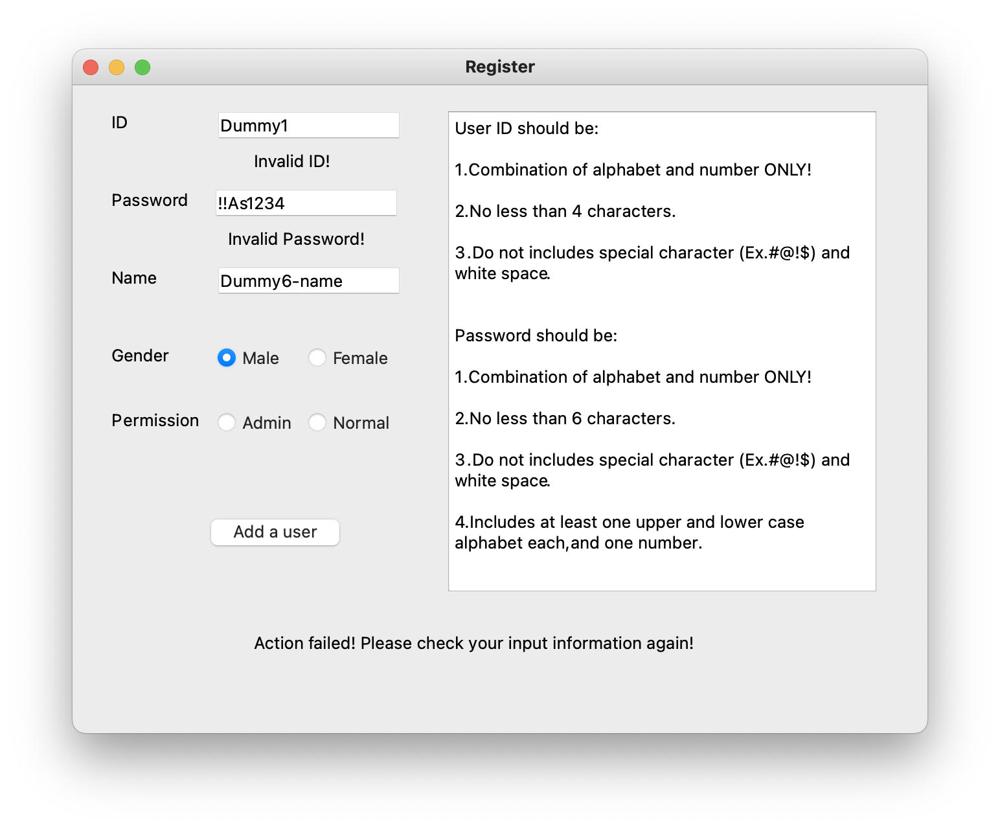 Register
ID
Dummy1
Invalid ID!
Password
!!As1234
Invalid Password!
Name
Dummy6-name
Gender
Male
Female
Permission
Admin
Normal
Add a user
User ID should be:
1.Combination of alphabet and number ONLY!
2.No less than 4 characters.
3.Do not includes special character (Ex.#@!$) and
white space.
Password should be:
1.Combination of alphabet and number ONLY!
2.No less than 6 characters.
3.Do not includes special character (Ex.#@!$) and
white space.
4.Includes at least one upper and lower case
alphabet each,and one number.
Action failed! Please check your input information again!